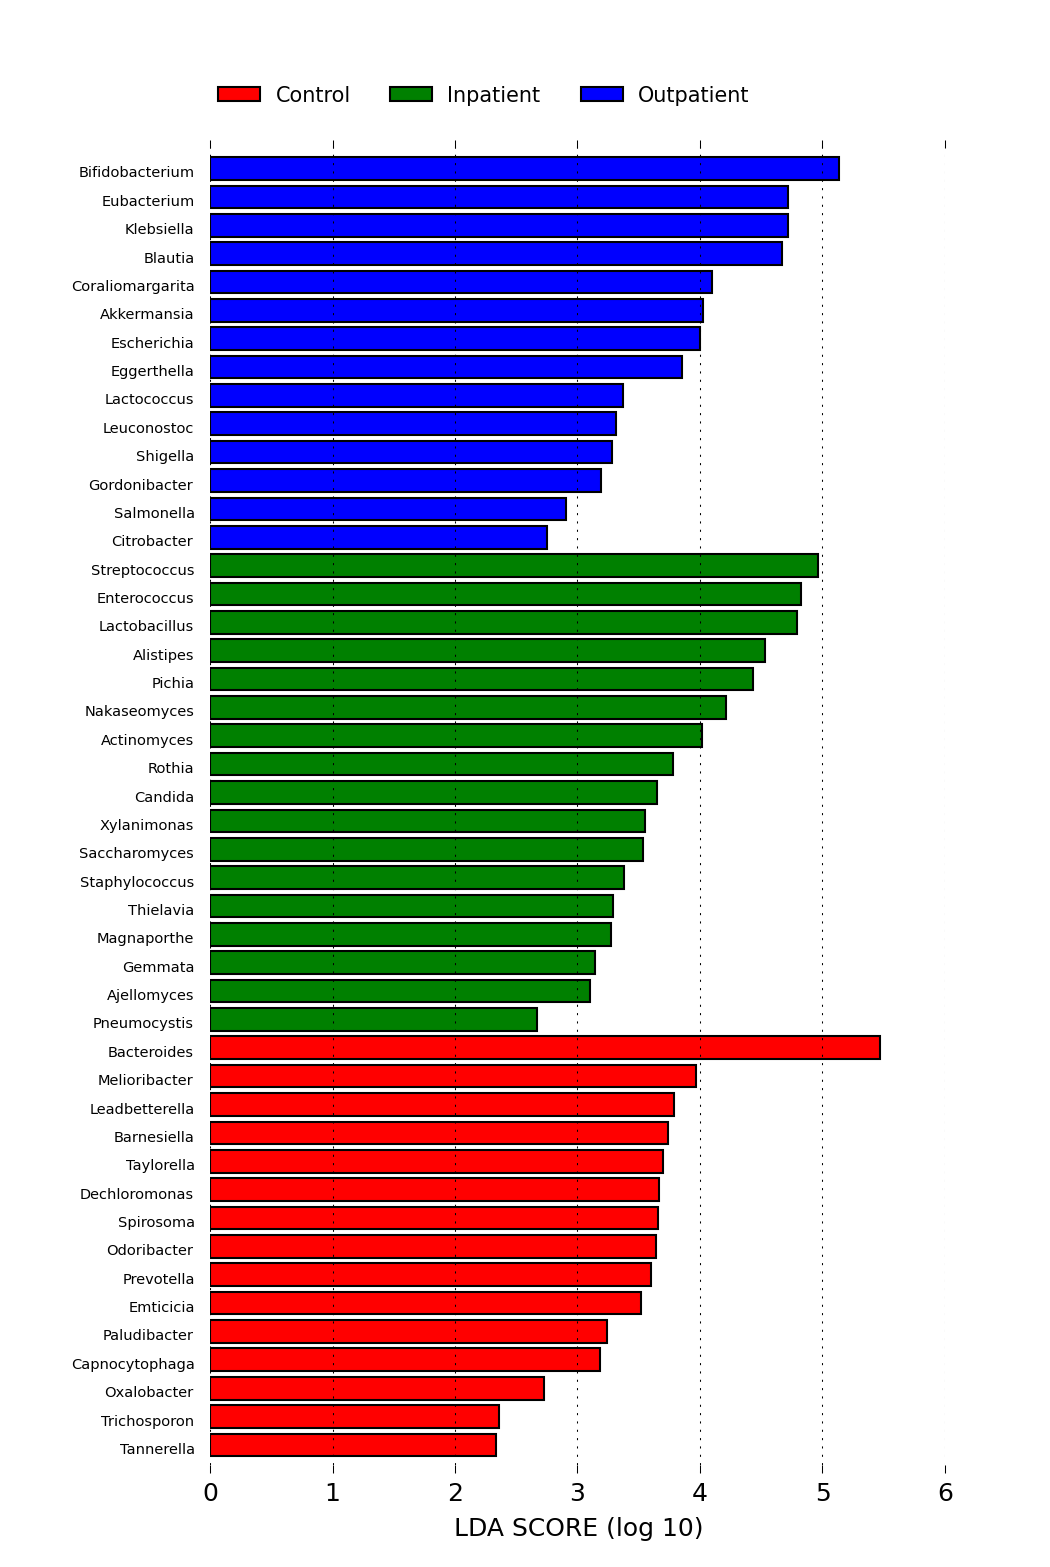 Control Inpatient Outpatient
Bifidobacterium
Eubacterium
Klebsiella
Blautia
Coraliomargarita
Akkermansia
Escherichia
Eggerthella
Lactococcus
Leuconostoc
Shigella
Gordonibacter
Salmonella
Citrobacter
Streptococcus
Enterococcus
Lactobacillus
Alistipes
Pichia
Nakaseomyces
Actinomyces
Rothia
Candida
Xylanimonas
Saccharomyces
Staphylococcus
Thielavia
Magnaporthe
Gemmata
Ajellomyces
Pneumocystis
Bacteroides
Melioribacter
Leadbetterella
Barnesiella
Taylorella
Dechloromonas
Spirosoma
Odoribacter
Prevotella
Emticicia
Paludibacter
Capnocytophaga
Oxalobacter
Trichosporon
Tannerella
0 1 2 3 4 5 6
LDA SCORE (log 10)